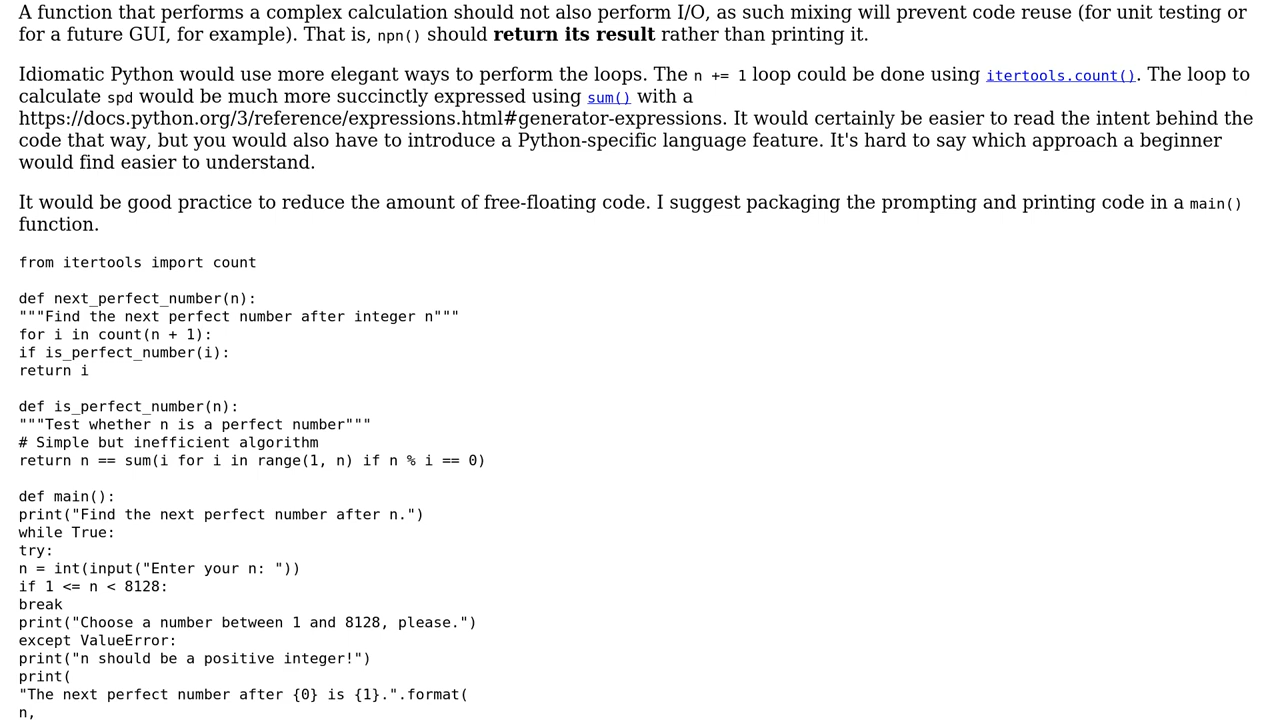 A function that performs a complex calculation should not also perform I/O, as such mixing will prevent code reuse (for unit testing or
for a future GUI, for example). That is, npn() should return its result rather than printing it.
Idiomatic Python would use more elegant ways to perform the loops. The n += 1 loop could be done using itertools.count(). The loop to
calculate spd would be much more succinctly expressed using sum() with a
https://docs.python.org/3/reference/expressions.html#generator-expressions. It would certainly be easier to read the intent behind the
code that way, but you would also have to introduce a Python-specific language feature. It's hard to say which approach a beginner
would find easier to understand.
It would be good practice to reduce the amount of free-floating code. I suggest packaging the prompting and printing code in a main()
function.
from itertools import count
def next_perfect_number(n):
"""Find the next perfect number after integer n"""
for i in count(n + 1):
if is_perfect_number(i):
return i
def is_perfect_number(n):
"""Test whether n is a perfect number"""
# Simple but inefficient algorithm
return n == sum(i for i in range(1, n) if n % i == 0)
def main():
print("Find the next perfect number after n.")
while True:
try:
n = int(input("Enter your n: "))
if 1 <= n < 8128:
break
print("Choose a number between 1 and 8128, please.")
except ValueError:
print("n should be a positive integer!")
print(
"The next perfect number after {0} is {1}.".format(
n,